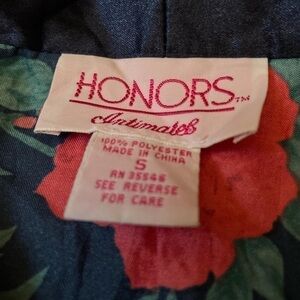 HONORS™
Intimates
100% POLYESTER
MADE IN CHINA
S
RN 35546
SEE REVERSE
FOR CARE